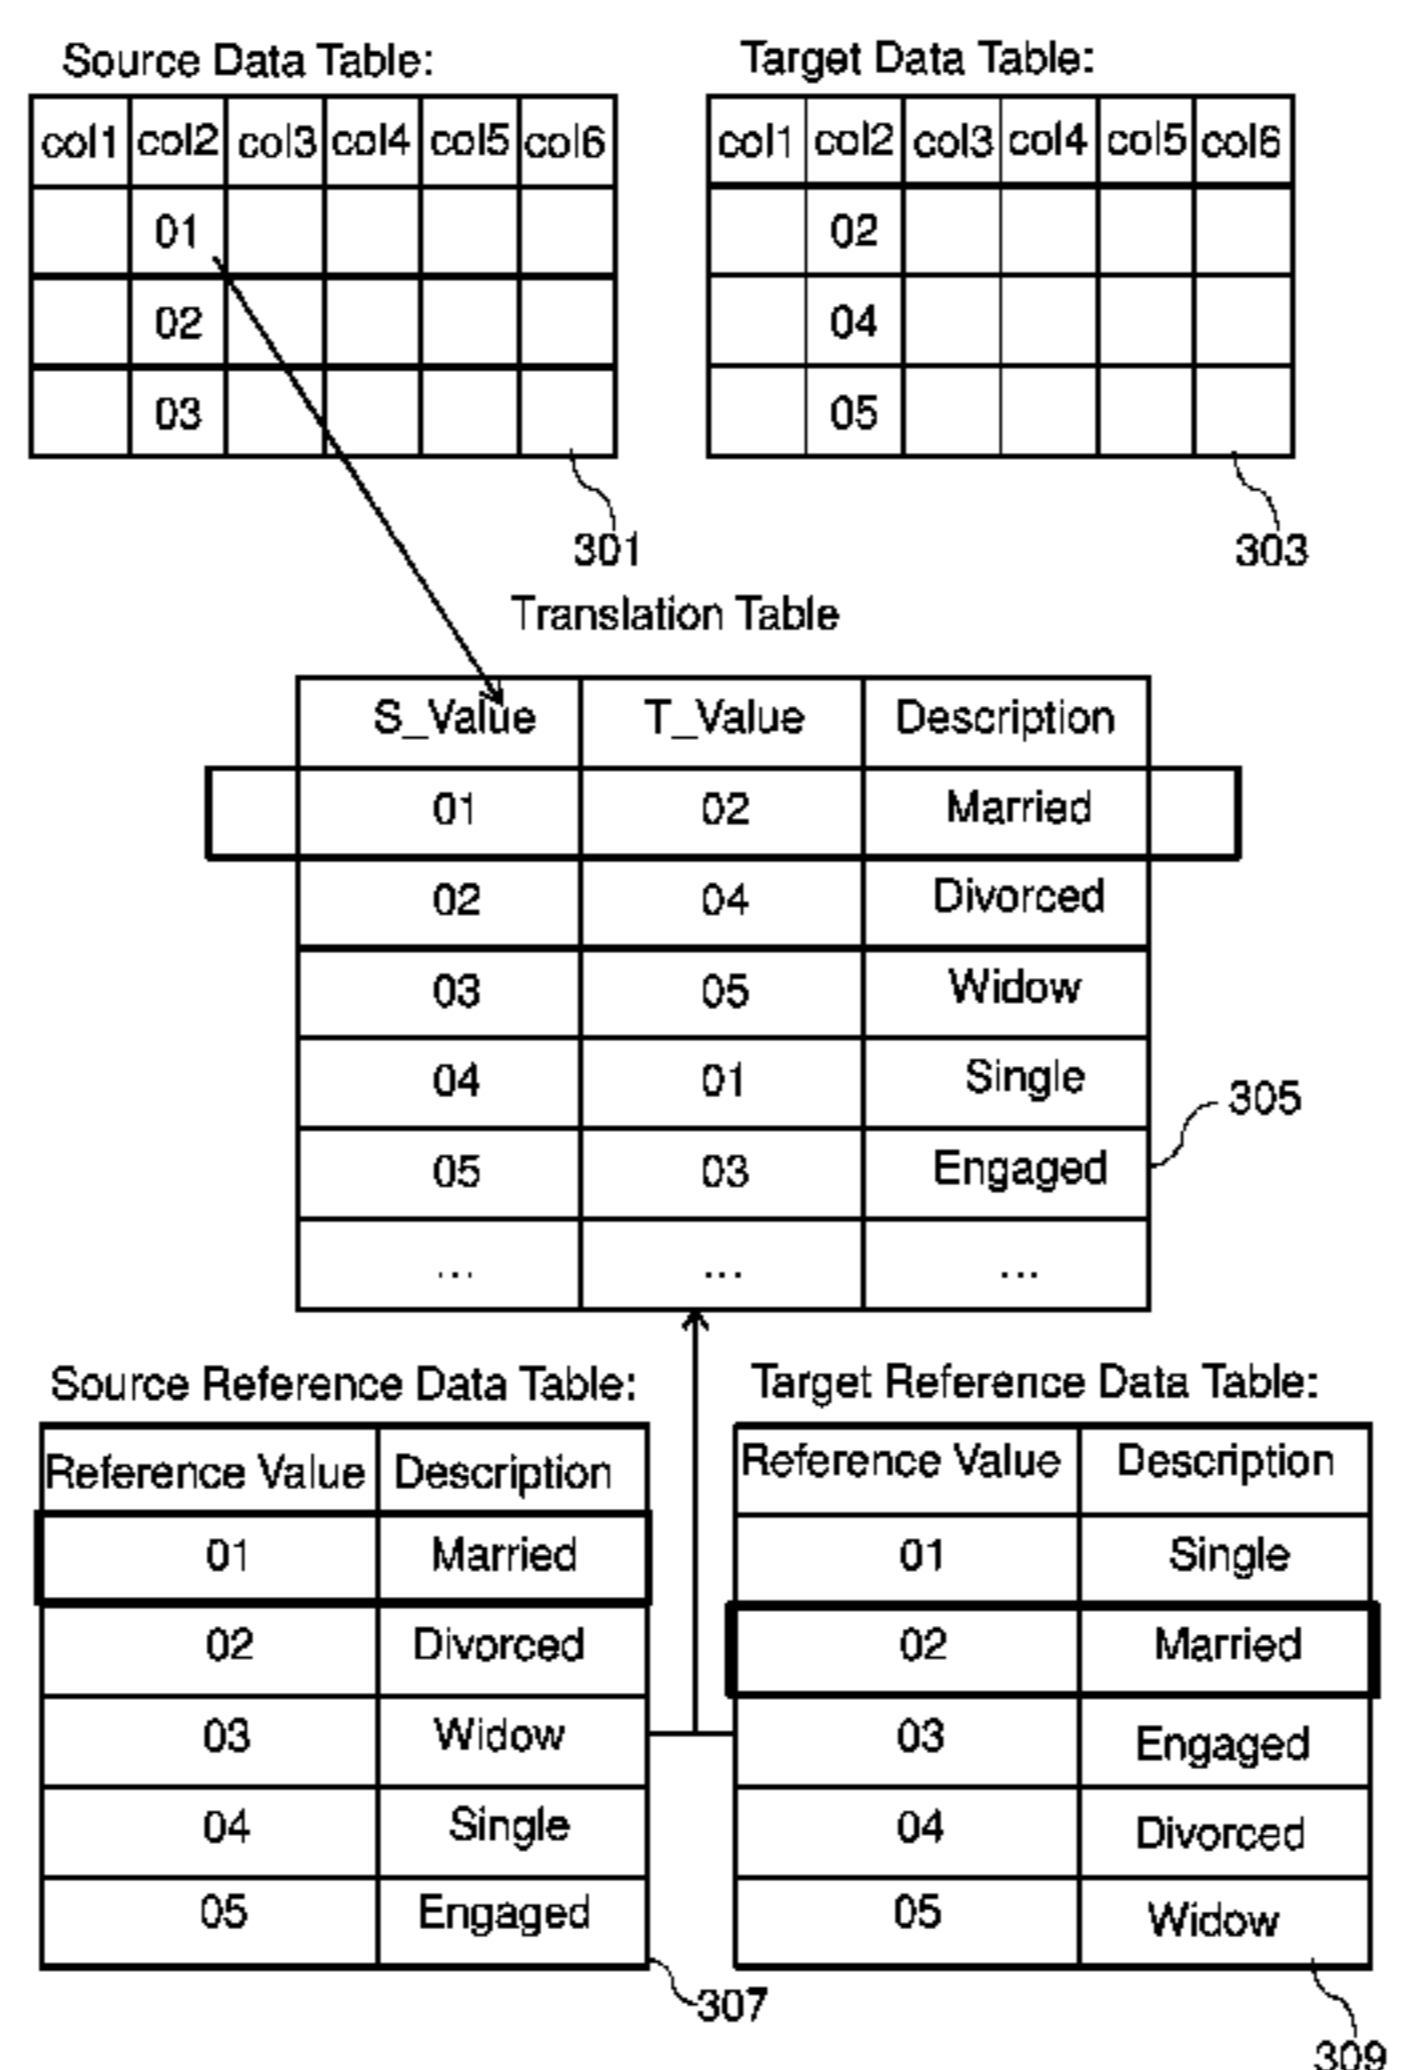 Source Data Table: Target Data Table:
col1 col2 col3 col4 col5 col6 col1 col2 col3 col4 col5 col6
01 02
02 04
03 05
301 303
Translation Table
S_Value T_Value Description
01 02 Married
02 04 Divorced
03 05 Widow
04 01 Single
305
05 03 Engaged
... ... ...
Source Reference Data Table: Target Reference Data Table:
Reference Value Description Reference Value Description
01 Married 01 Single
02 Divorced 02 Married
03 Widow 03 Engaged
04 Single 04 Divorced
05 Engaged 05 Widow
307
309